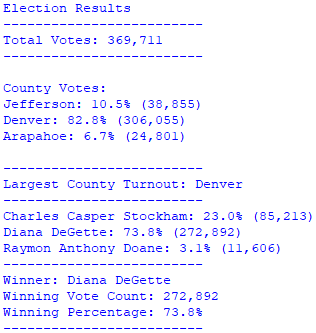 Election Results
-------------------------
Total Votes: 369,711
-------------------------
County Votes:
Jefferson: 10.5% (38,855)
Denver: 82.8% (306,055)
Arapahoe: 6.7% (24,801)
-------------------------
Largest County Turnout: Denver
-------------------------
Charles Casper Stockham: 23.0% (85,213)
Diana DeGette: 73.8% (272,892)
Raymon Anthony Doane: 3.1% (11,606)
-------------------------
Winner: Diana DeGette
Winning Vote Count: 272,892
Winning Percentage: 73.8%
-------------------------